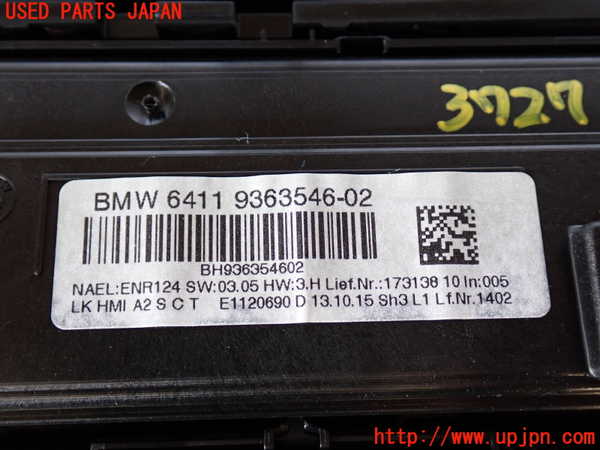 USED PARTS JAPAN
3727
BMW 6411 9363546-02
BH936354602
NAEL:ENR124 SW:03.05 HW:3.H Lief.Nr.:173138 10 In:005
LK HMI A2 S C T E1120690 D 13.10.15 Sh3 L1 Lf.Nr.1402
http://www.upjpn.com/